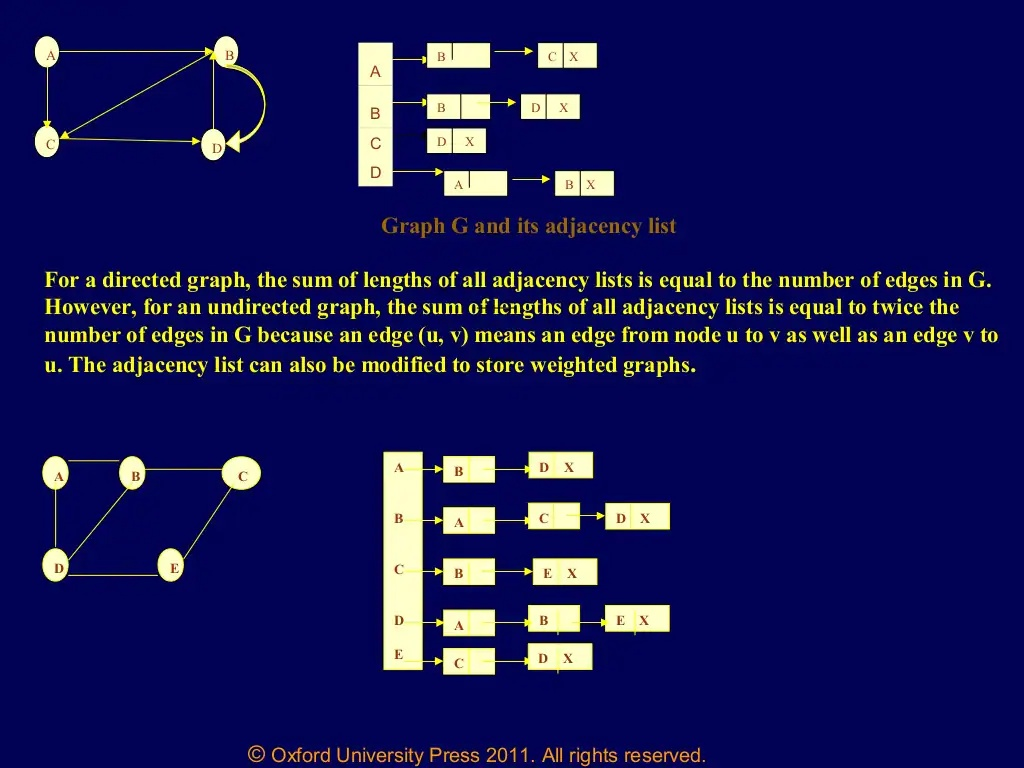 A B
C D
A B C X
B B D X
C D X
D A B X
Graph G and its adjacency list
For a directed graph, the sum of lengths of all adjacency lists is equal to the number of edges in G.
However, for an undirected graph, the sum of lengths of all adjacency lists is equal to twice the
number of edges in G because an edge (u, v) means an edge from node u to v as well as an edge v to
u. The adjacency list can also be modified to store weighted graphs.
A B C
D E
A B D X
B A C D X
C B E X
D A B E X
E C D X
© Oxford University Press 2011. All rights reserved.